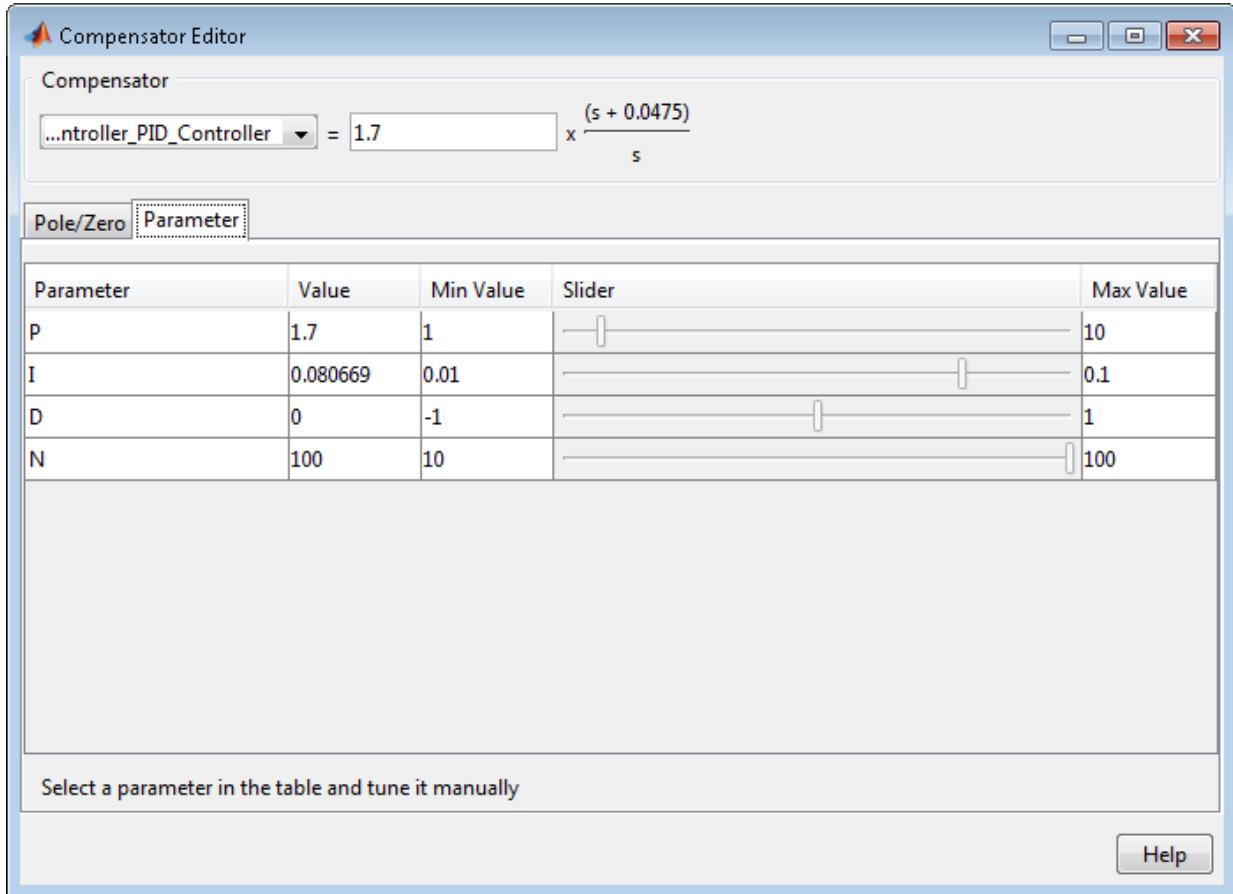 Compensator Editor
Compensator
...ntroller_PID_Controller = 1.7 x (s + 0.0475)
s
Pole/Zero Parameter
Parameter Value Min Value Slider Max Value
P 1.7 1 10
I 0.080669 0.01 0.1
D 0 -1 1
N 100 10 100
Select a parameter in the table and tune it manually
Help